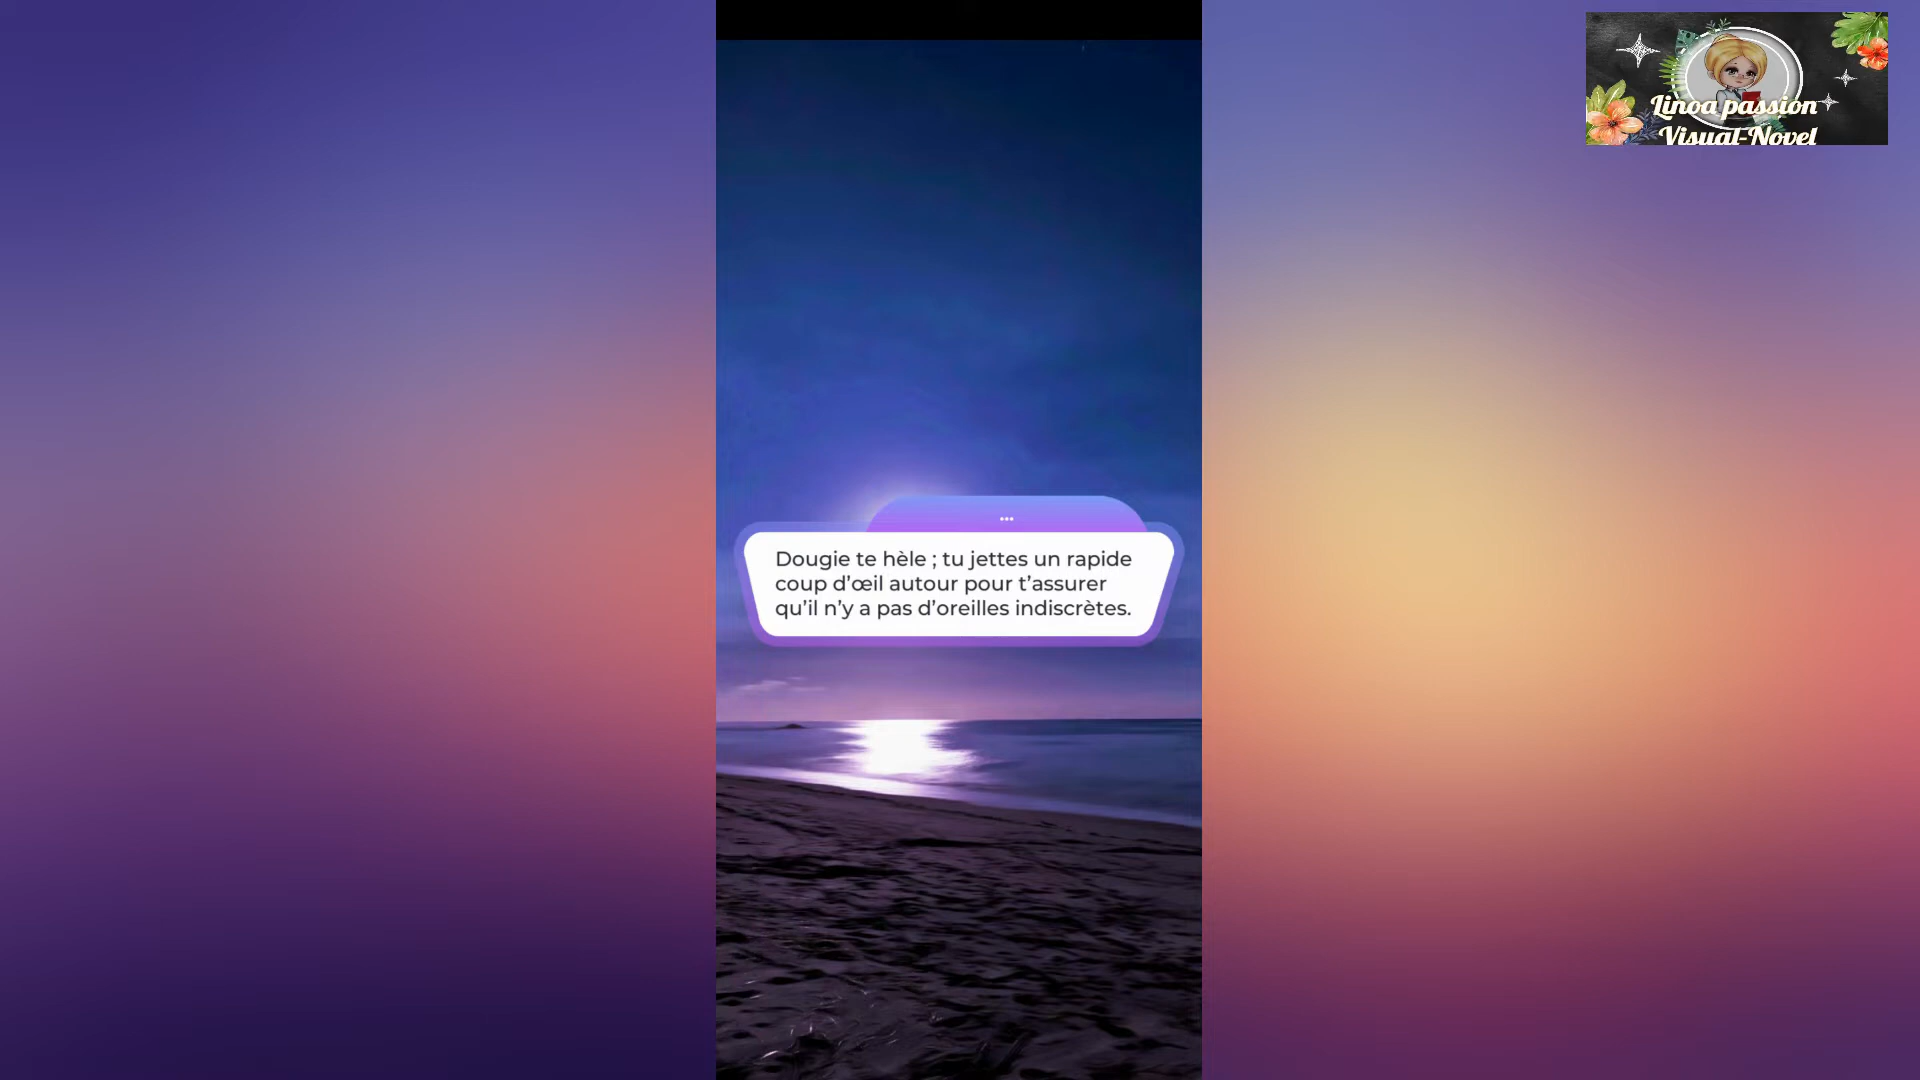 Linoa passion
Visual-Novel
...
Dougie te hèle ; tu jettes un rapide
coup d’œil autour pour t’assurer
qu’il n’y a pas d’oreilles indiscrètes.